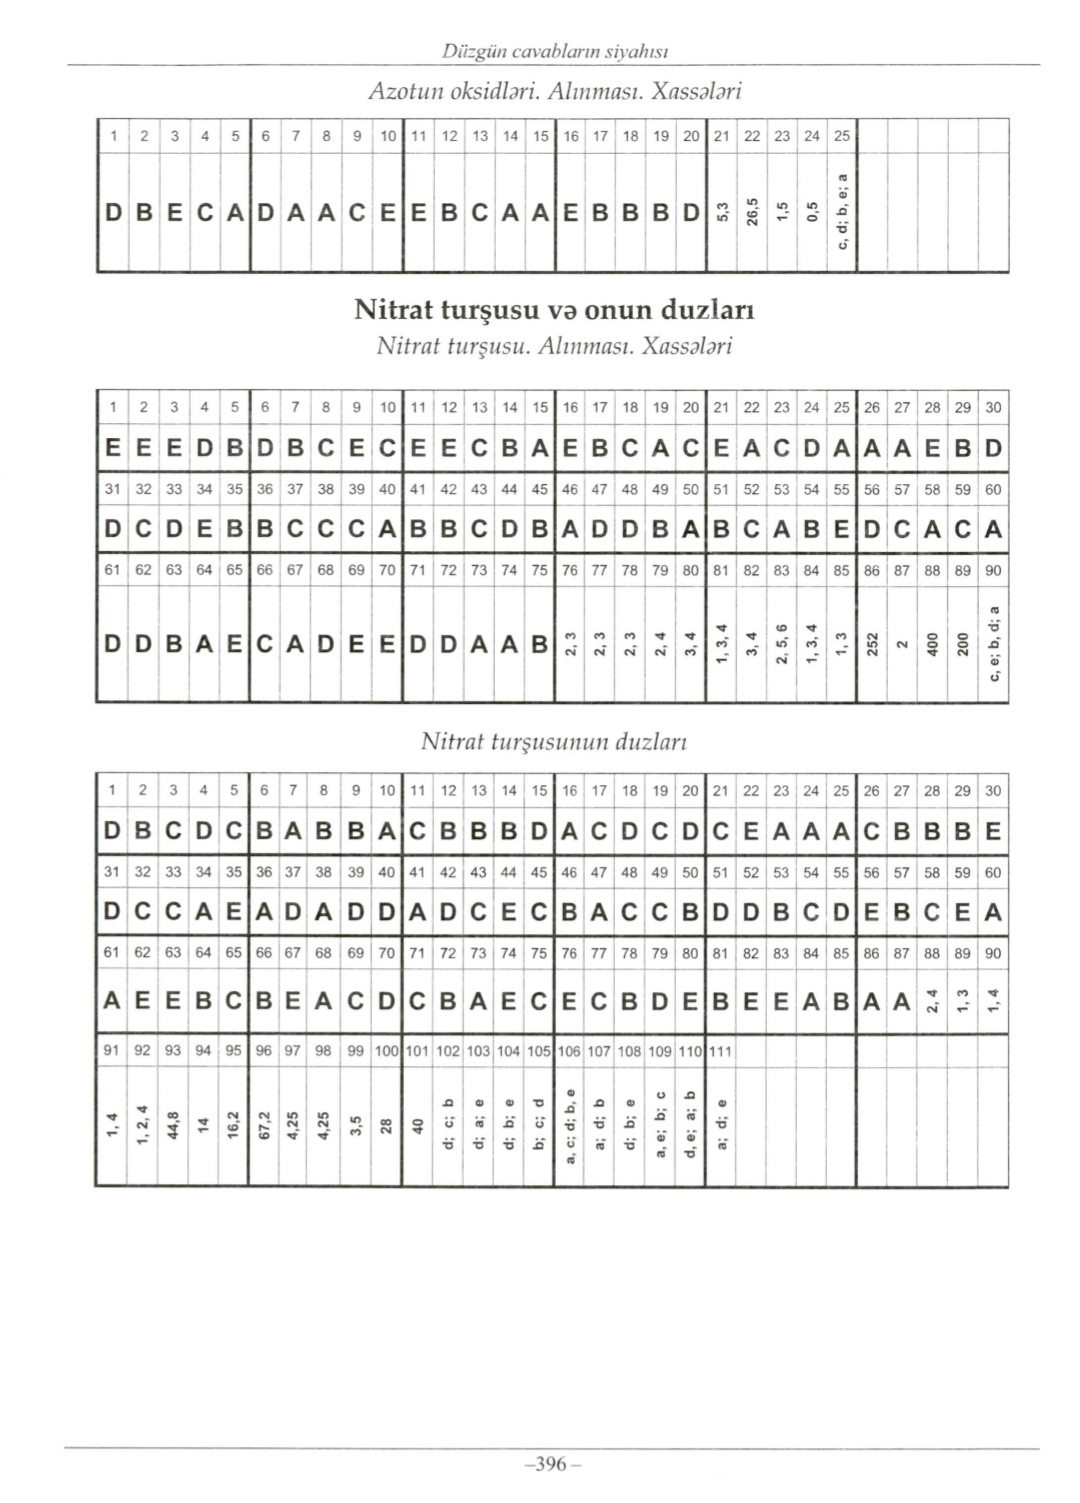 Düzgün cavabların siyahısı
Azotun oksidləri. Alınması. Xassələri
1 2 3 4 5 6 7 8 9 10 11 12 13 14 15 16 17 18 19 20 21 22 23 24 25
D B E C A D A A C E E B C A A E B B B D 5,3 26,5 1,5 0,5 c, d; b, e; a
Nitrat turşusu və onun duzları
Nitrat turşusu. Alınması. Xassələri
1 2 3 4 5 6 7 8 9 10 11 12 13 14 15 16 17 18 19 20 21 22 23 24 25 26 27 28 29 30
E E E D B D B C E C E E C B A E B C A C E A C D A A A E B D
31 32 33 34 35 36 37 38 39 40 41 42 43 44 45 46 47 48 49 50 51 52 53 54 55 56 57 58 59 60
D C D E B B C C C A B B C D B A D D B A B C A B E D C A C A
61 62 63 64 65 66 67 68 69 70 71 72 73 74 75 76 77 78 79 80 81 82 83 84 85 86 87 88 89 90
D D B A E C A D E E D D A A B 2, 3 2, 3 2, 3 2, 4 3, 4 1, 3, 4 3, 4 2, 5, 6 1, 3, 4 1, 3 252 2 400 200 c, e; b, d; a
Nitrat turşusunun duzları
1 2 3 4 5 6 7 8 9 10 11 12 13 14 15 16 17 18 19 20 21 22 23 24 25 26 27 28 29 30
D B C D C B A B B A C B B B D A C D C D C E A A A C B B B E
31 32 33 34 35 36 37 38 39 40 41 42 43 44 45 46 47 48 49 50 51 52 53 54 55 56 57 58 59 60
D C C A E A D A D D A D C E C B A C C B D D B C D E B C E A
61 62 63 64 65 66 67 68 69 70 71 72 73 74 75 76 77 78 79 80 81 82 83 84 85 86 87 88 89 90
A E E B C B E A C D C B A E C E C B D E B E E A B A A 2, 4 1, 3 1, 4
91 92 93 94 95 96 97 98 99 100 101 102 103 104 105 106 107 108 109 110 111
1, 4 1, 2, 4 44,8 14 16,2 67,2 4,25 4,25 3,5 28 40 d; c; b d; a; e d; b; e b; c; d a, c; d; b, e a; d; b d; b; e a, e; b; c d, e; a; b a; d; e
–396 –